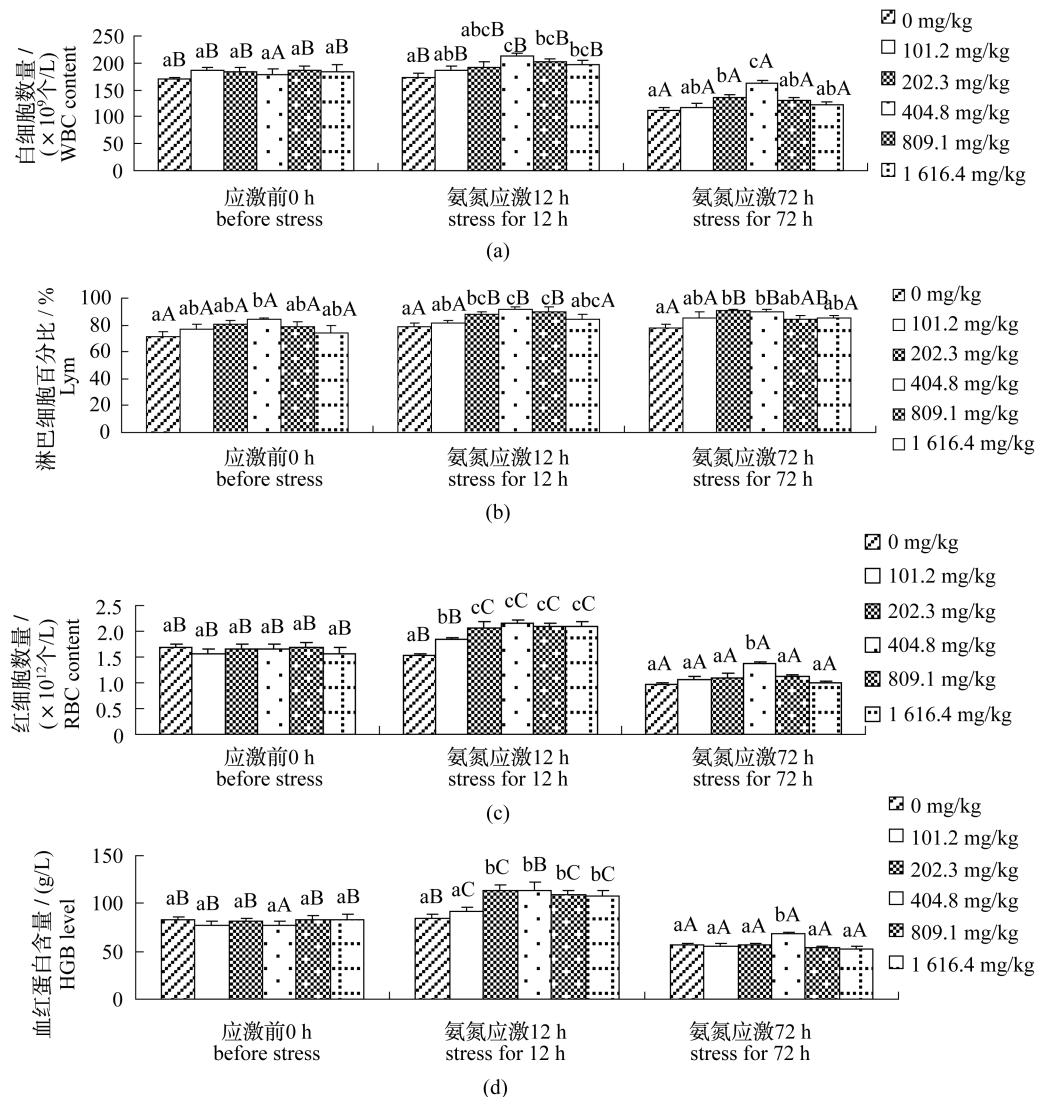 白细胞数量 /
(×10⁹个/L)
WBC content
250
200
150
100
50
0
aB
aB
aB
aA
aB
aB
aB
abB
abcB
cB
bcB
bcB
aA
abA
bA
cA
abA
abA
应激前0 h
before stress
氨氮应激12 h
stress for 12 h
氨氮应激72 h
stress for 72 h
0 mg/kg
101.2 mg/kg
202.3 mg/kg
404.8 mg/kg
809.1 mg/kg
1 616.4 mg/kg
(a)
淋巴细胞百分比 / %
Lym
100
80
60
40
20
0
aA
abA
abA
bA
abA
abA
aA
abA
bcB
cB
cB
abcA
aA
abA
bB
bB
abAB
abA
应激前0 h
before stress
氨氮应激12 h
stress for 12 h
氨氮应激72 h
stress for 72 h
0 mg/kg
101.2 mg/kg
202.3 mg/kg
404.8 mg/kg
809.1 mg/kg
1 616.4 mg/kg
(b)
红细胞数量 /
(×10¹²个/L)
RBC content
2.5
2.0
1.5
1.0
0.5
0
aB
aB
aB
aB
aB
aB
aB
bB
cC
cC
cC
cC
aA
aA
aA
bA
aA
aA
应激前0 h
before stress
氨氮应激12 h
stress for 12 h
氨氮应激72 h
stress for 72 h
0 mg/kg
101.2 mg/kg
202.3 mg/kg
404.8 mg/kg
809.1 mg/kg
1 616.4 mg/kg
(c)
血红蛋白含量 / (g/L)
HGB level
150
100
50
0
aB
aB
aB
aA
aB
aB
aB
aC
bC
bB
bC
bC
aA
aA
aA
bA
aA
aA
应激前0 h
before stress
氨氮应激12 h
stress for 12 h
氨氮应激72 h
stress for 72 h
0 mg/kg
101.2 mg/kg
202.3 mg/kg
404.8 mg/kg
809.1 mg/kg
1 616.4 mg/kg
(d)